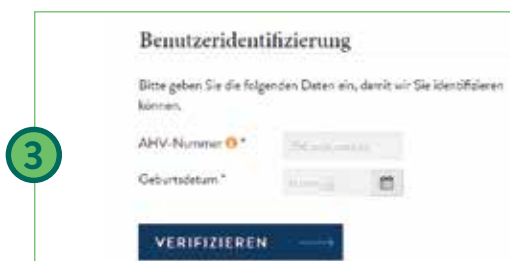 Benutzeridentifizierung
Bitte geben Sie die folgenden Daten ein, damit wir Sie identifizieren
können.
3
AHV-Nummer *
Geburtsdatum *
VERIFIZIEREN